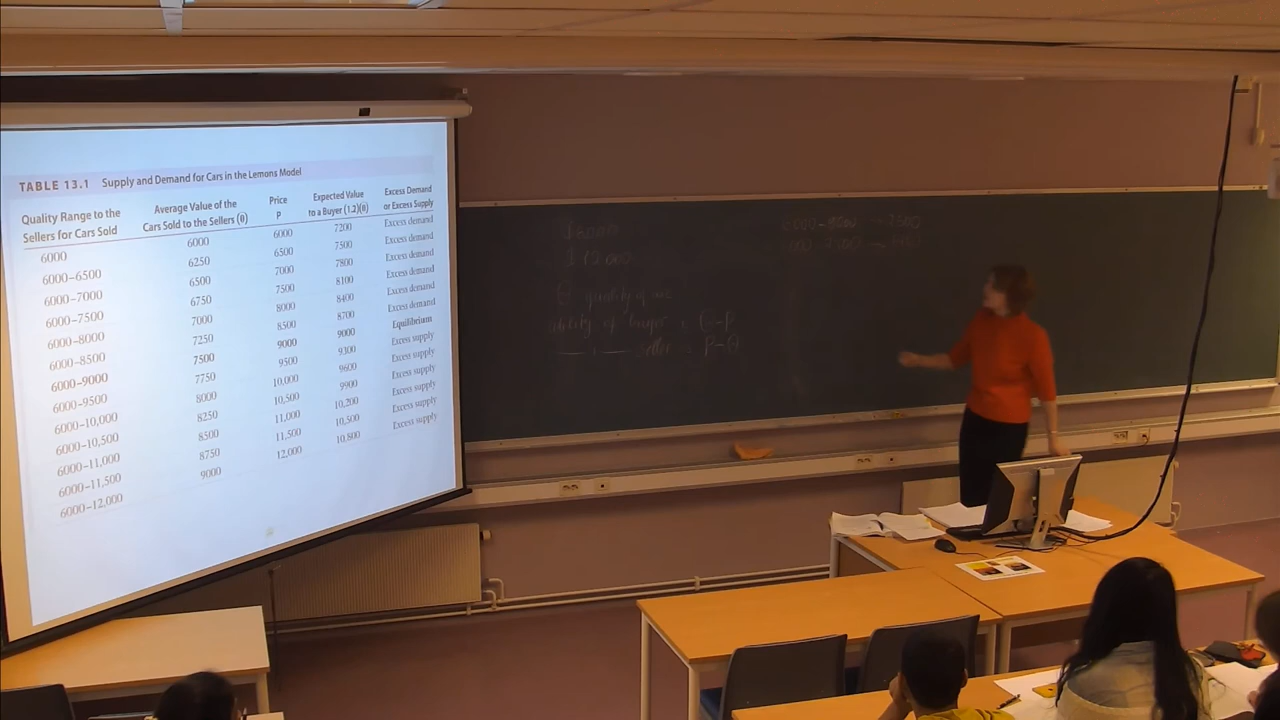 TABLE 13.1 Supply and Demand for Cars in the Lemons Model
Quality Range to the Sellers for Cars Sold Average Value of the Cars Sold to the Sellers (θ) Price P Expected Value to a Buyer (1.2)(θ) Excess Demand or Excess Supply
6000 6000 6000 7200 Excess demand
6000–6500 6250 6500 7500 Excess demand
6000–7000 6500 7000 7800 Excess demand
6000–7500 6750 7500 8100 Excess demand
6000–8000 7000 8000 8400 Excess demand
6000–8500 7250 8500 8700 Excess demand
6000–9000 7500 9000 9000 Equilibrium
6000–9500 7750 9500 9300 Excess supply
6000–10,000 8000 10,000 9600 Excess supply
6000–10,500 8250 10,500 9900 Excess supply
6000–11,000 8500 11,000 10,200 Excess supply
6000–11,500 8750 11,500 10,500 Excess supply
6000–12,000 9000 12,000 10,800 Excess supply
quality of
of buyer
P-θ